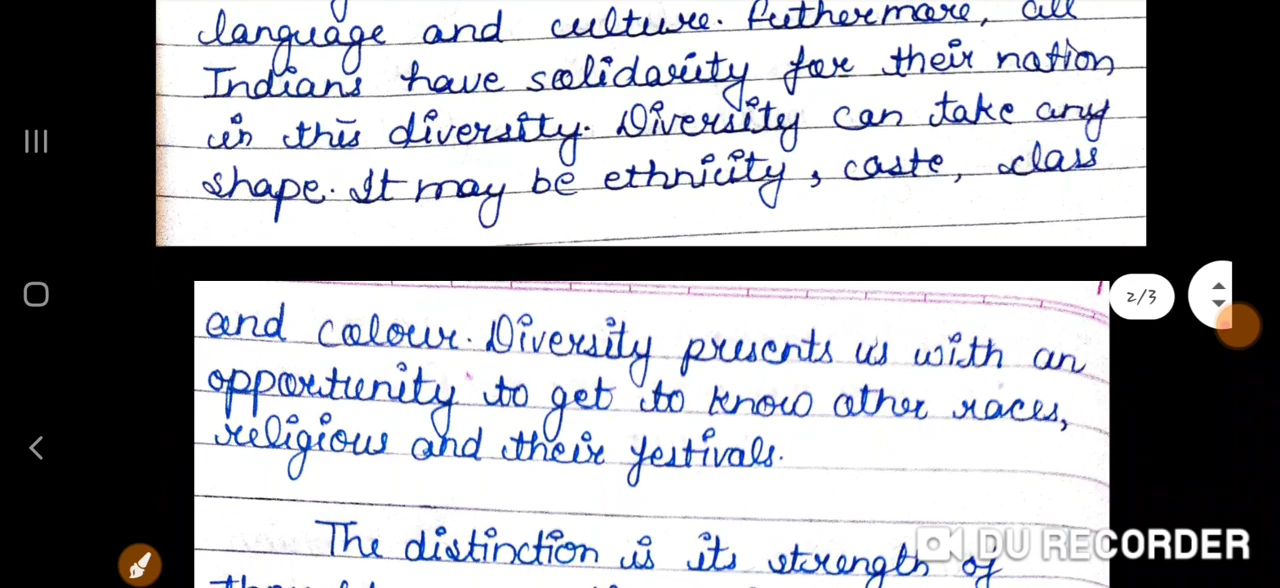 language and culture. Futhermore, all
Indians have solidarity for their nation
in this diversity. Diversity can take any
shape. It may be ethnicity, caste, class
2/3
and colour. Diversity presents us with an
opportunity to get to know other races,
religious and their festivals.
The distinction is its strength of
DU RECORDER